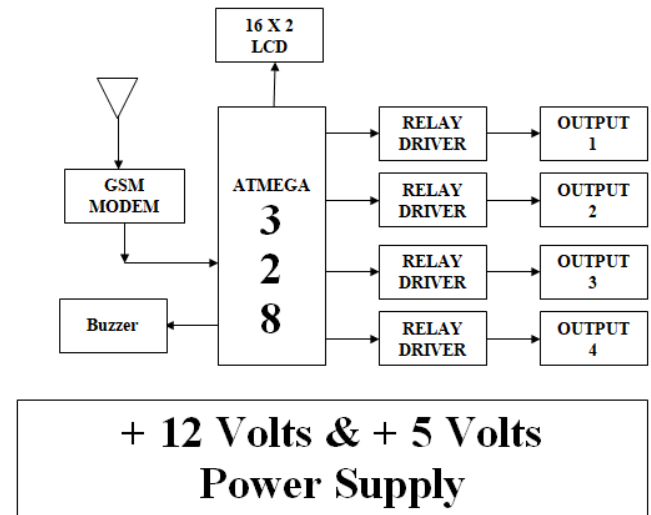 16 X 2
LCD
GSM
MODEM
ATMEGA
3
2
8
Buzzer
RELAY
DRIVER
OUTPUT
1
RELAY
DRIVER
OUTPUT
2
RELAY
DRIVER
OUTPUT
3
RELAY
DRIVER
OUTPUT
4
+ 12 Volts & + 5 Volts
Power Supply